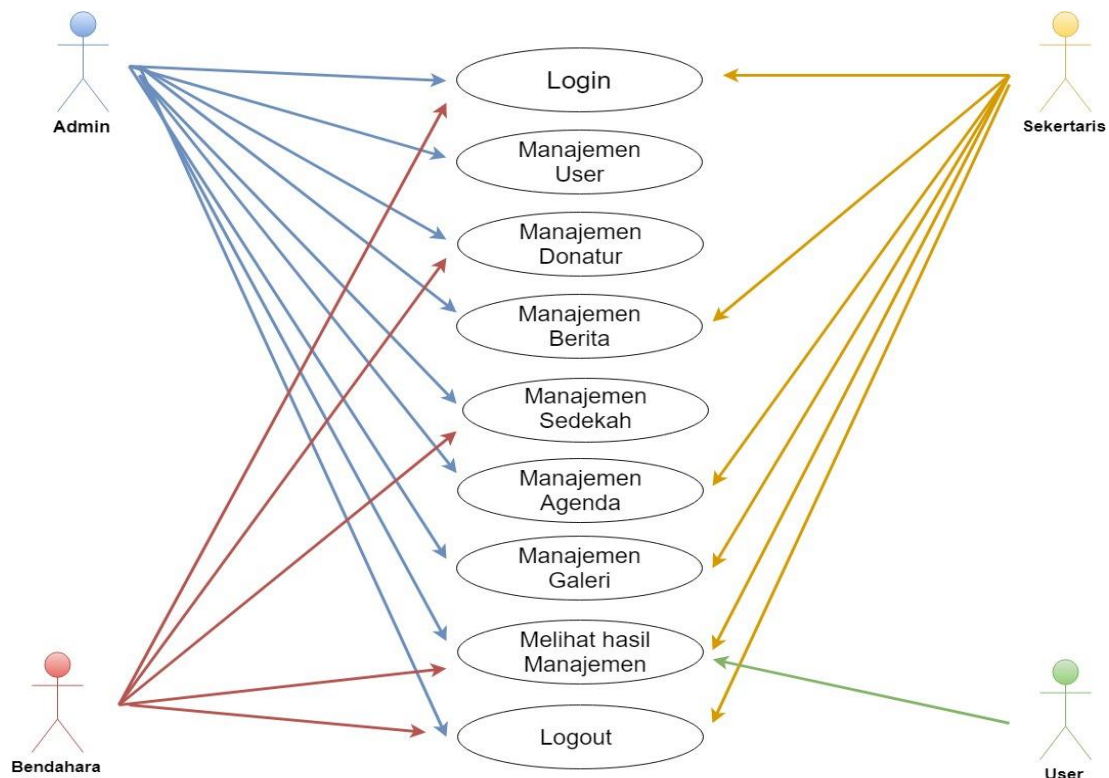 Admin
Sekertaris
Login
Manajemen
User
Manajemen
Donatur
Manajemen
Berita
Manajemen
Sedekah
Manajemen
Agenda
Manajemen
Galeri
Melihat hasil
Manajemen
Logout
Bendahara
User